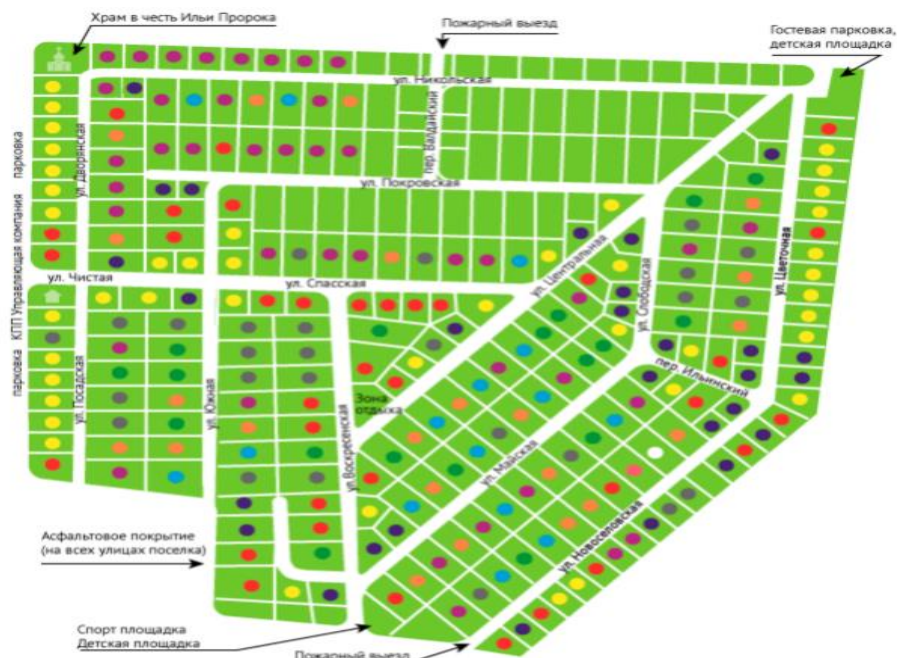 Храм в честь Ильи Пророка
Пожарный выезд
Гостевая парковка,
детская площадка
ул. Никольская
ул. Дворянская
парковка
пер. Валдайский
ул. Покровская
КПП Управляющая компания
ул. Центральная
ул. Слободская
ул. Цветочная
ул. Чистая
ул. Спасская
парковка
ул. Посадская
ул. Южная
ул.Воскресенская
Зона
отдыха
пер. Ильинский
ул. Майская
ул. Новоселовская
Асфальтовое покрытие
(на всех улицах поселка)
Спорт площадка
Детская площадка
Пожарный выезд